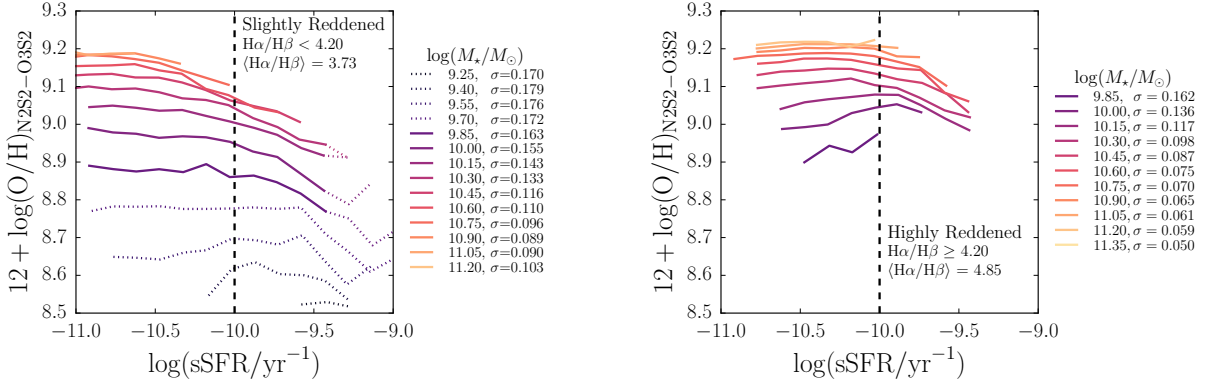 9.3
9.2
9.1
9.0
8.9
8.8
8.7
8.6
8.5
12 + log(O/H)N2S2−O3S2
−11.0 −10.5 −10.0 −9.5 −9.0
log(sSFR/yr⁻¹)
Slightly Reddened
Hα/Hβ < 4.20
⟨Hα/Hβ⟩ = 3.73
log(M⋆/M⊙)
9.25, σ=0.170
9.40, σ=0.179
9.55, σ=0.176
9.70, σ=0.172
9.85, σ=0.163
10.00, σ=0.155
10.15, σ=0.143
10.30, σ=0.133
10.45, σ=0.116
10.60, σ=0.110
10.75, σ=0.096
10.90, σ=0.089
11.05, σ=0.090
11.20, σ=0.103
9.3
9.2
9.1
9.0
8.9
8.8
8.7
8.6
8.5
12 + log(O/H)N2S2−O3S2
−11.0 −10.5 −10.0 −9.5 −9.0
log(sSFR/yr⁻¹)
Highly Reddened
Hα/Hβ ≥ 4.20
⟨Hα/Hβ⟩ = 4.85
log(M⋆/M⊙)
9.85, σ = 0.162
10.00, σ = 0.136
10.15, σ = 0.117
10.30, σ = 0.098
10.45, σ = 0.087
10.60, σ = 0.075
10.75, σ = 0.070
10.90, σ = 0.065
11.05, σ = 0.061
11.20, σ = 0.059
11.35, σ = 0.050